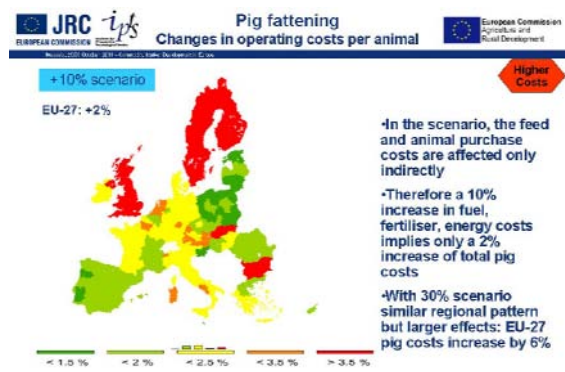 JRC
EUROPEAN COMMISSION
ipts
Pig fattening
Changes in operating costs per animal
European Commission
Agriculture and
Rural Development
+10% scenario
EU-27: +2%
Higher
Costs
•In the scenario, the feed
and animal purchase
costs are affected only
indirectly
•Therefore a 10%
increase in fuel,
fertiliser, energy costs
implies only a 2%
increase of total pig
costs
•With 30% scenario
similar regional pattern
but larger effects: EU-27
pig costs increase by 6%
< 1.5 %
< 2 %
< 2.5 %
< 3.5 %
> 3.5 %